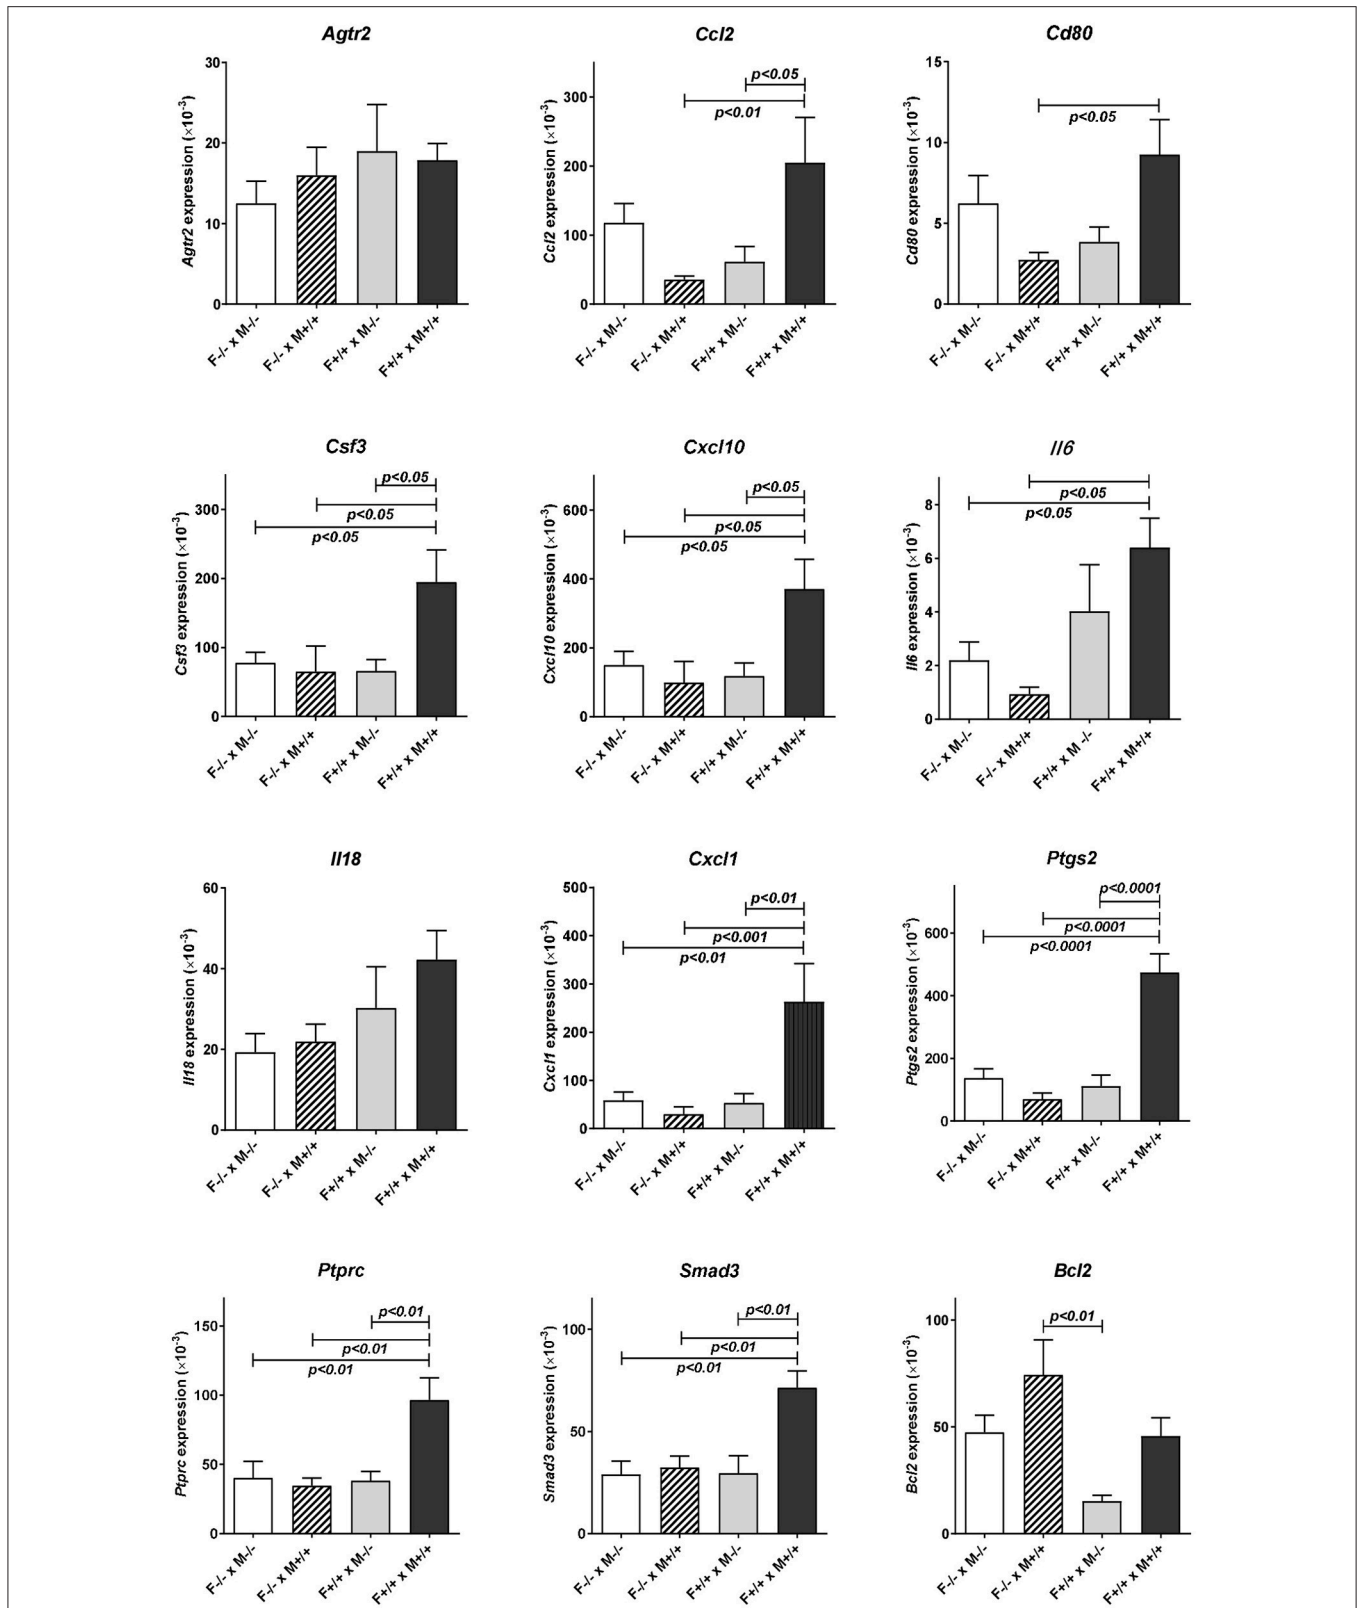 Agtr2
Agtr2 expression (×10⁻³)
30
20
10
0
F-/- x M-/-
F-/- x M+/+
F+/+ x M-/-
F+/+ x M+/+
Ccl2
Ccl2 expression (×10⁻³)
p<0.05
p<0.01
300
200
100
0
F-/- x M-/-
F-/- x M+/+
F+/+ x M-/-
F+/+ x M+/+
Cd80
Cd80 expression (×10⁻³)
p<0.05
15
10
5
0
F-/- x M-/-
F-/- x M+/+
F+/+ x M-/-
F+/+ x M+/+
Csf3
Csf3 expression (×10⁻³)
p<0.05
p<0.05
p<0.05
300
200
100
0
F-/- x M-/-
F-/- x M+/+
F+/+ x M-/-
F+/+ x M+/+
Cxcl10
Cxcl10 expression (×10⁻³)
p<0.05
p<0.05
p<0.05
600
400
200
0
F-/- x M-/-
F-/- x M+/+
F+/+ x M-/-
F+/+ x M+/+
Il6
Il6 expression (×10⁻³)
p<0.05
p<0.05
8
6
4
2
0
F-/- x M-/-
F-/- x M+/+
F+/+ x M -/-
F+/+ x M+/+
Il18
Il18 expression (×10⁻³)
60
40
20
0
F-/- x M-/-
F-/- x M+/+
F+/+ x M-/-
F+/+ x M+/+
Cxcl1
Cxcl1 expression (×10⁻³)
p<0.01
p<0.001
p<0.01
500
400
300
200
100
0
F-/- x M-/-
F-/- x M+/+
F+/+ x M-/-
F+/+ x M+/+
Ptgs2
Ptgs2 expression (×10⁻³)
p<0.0001
p<0.0001
p<0.0001
600
400
200
0
F-/- x M-/-
F-/- x M+/+
F+/+ x M-/-
F+/+ x M+/+
Ptprc
Ptprc expression (×10⁻³)
p<0.01
p<0.01
p<0.01
150
100
50
0
F-/- x M-/-
F-/- x M+/+
F+/+ x M-/-
F+/+ x M+/+
Smad3
Smad3 expression (×10⁻³)
p<0.01
p<0.01
p<0.01
100
50
0
F-/- x M-/-
F-/- x M+/+
F+/+ x M-/-
F+/+ x M+/+
Bcl2
Bcl2 expression (×10⁻³)
p<0.01
100
50
0
F-/- x M-/-
F-/- x M+/+
F+/+ x M-/-
F+/+ x M+/+